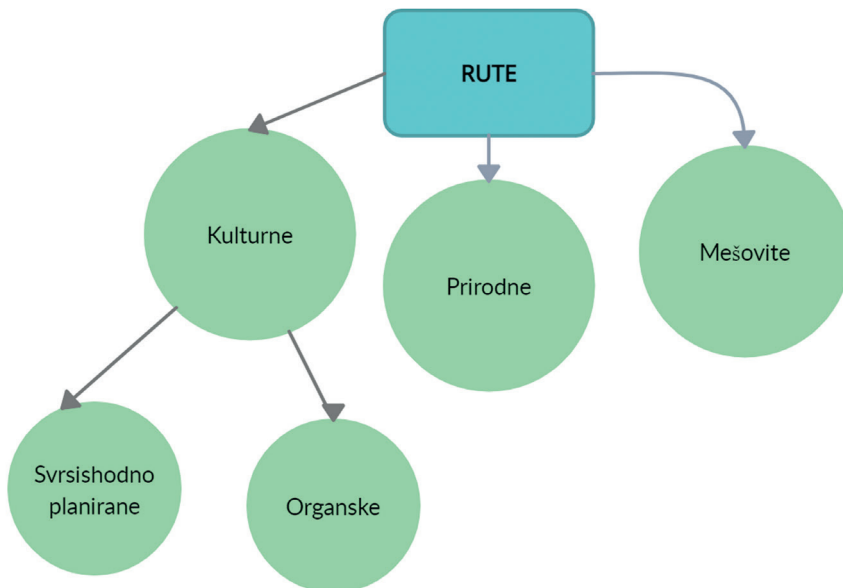 RUTE
Kulturne
Prirodne
Mešovite
Svrsishodno
planirane
Organske